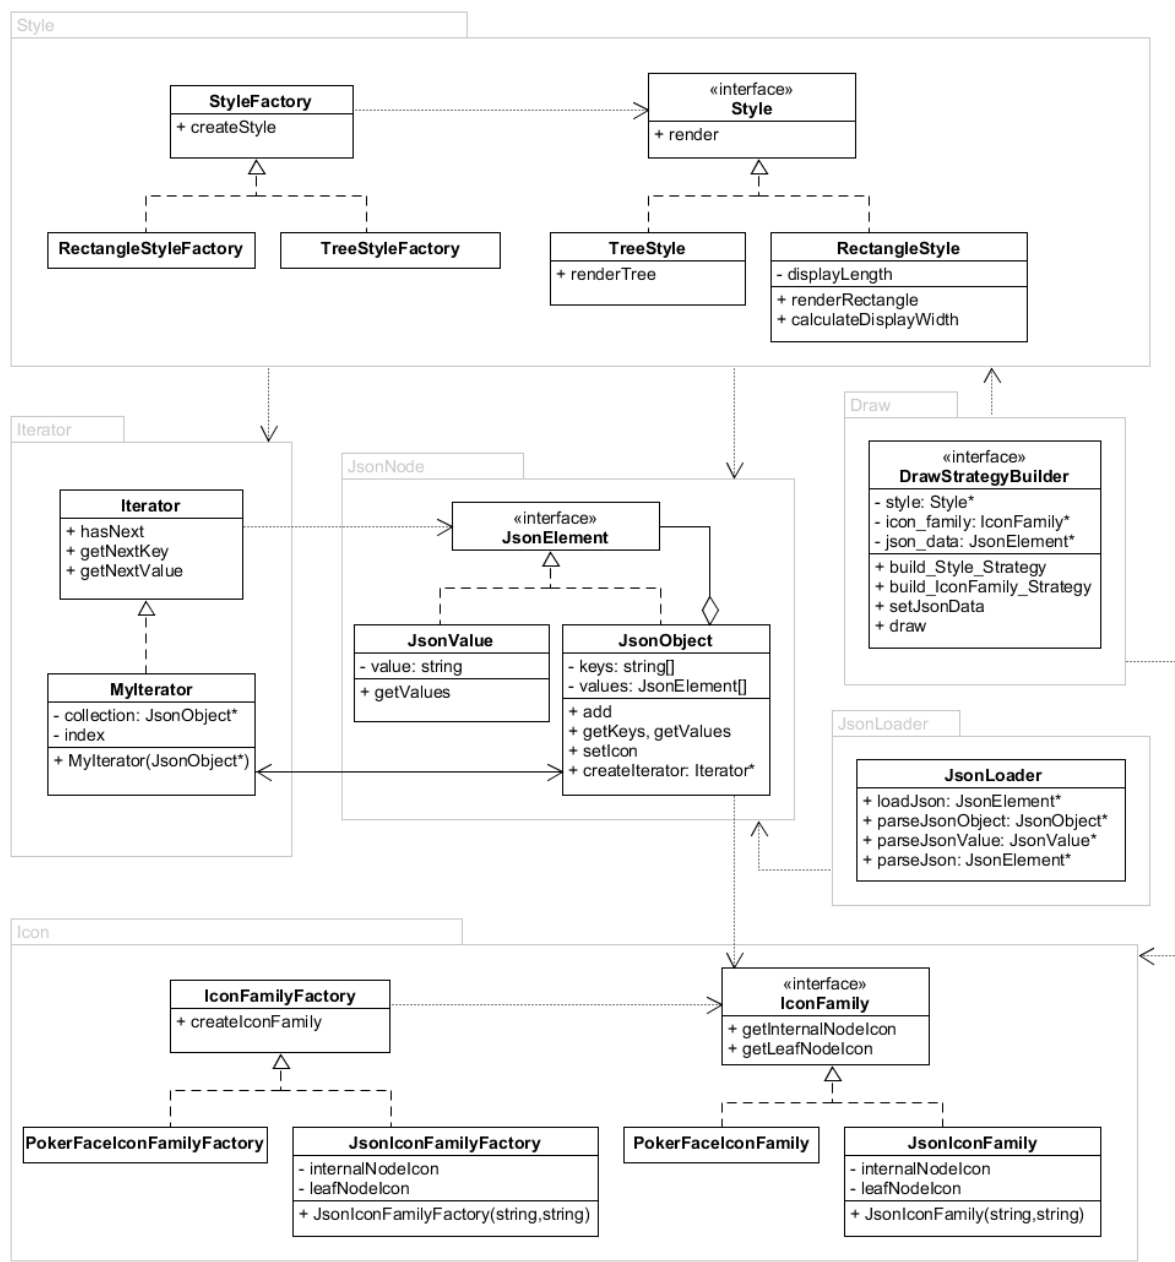 Style
StyleFactory
+ createStyle
«interface»
Style
+ render
RectangleStyleFactory
TreeStyleFactory
TreeStyle
+ renderTree
RectangleStyle
- displayLength
+ renderRectangle
+ calculateDisplayWidth
Iterator
Iterator
+ hasNext
+ getNextKey
+ getNextValue
MyIterator
- collection: JsonObject*
- index
+ MyIterator(JsonObject*)
JsonNode
«interface»
JsonElement
JsonValue
- value: string
+ getValues
JsonObject
- keys: string[]
- values: JsonElement[]
+ add
+ getKeys, getValues
+ setIcon
+ createIterator: Iterator*
Draw
«interface»
DrawStrategyBuilder
- style: Style*
- icon_family: IconFamily*
- json_data: JsonElement*
+ build_Style_Strategy
+ build_IconFamily_Strategy
+ setJsonData
+ draw
JsonLoader
JsonLoader
+ loadJson: JsonElement*
+ parseJsonObject: JsonObject*
+ parseJsonValue: JsonValue*
+ parseJson: JsonElement*
Icon
IconFamilyFactory
+ createIconFamily
«interface»
IconFamily
+ getInternalNodeIcon
+ getLeafNodeIcon
PokerFaceIconFamilyFactory
JsonIconFamilyFactory
- internalNodeIcon
- leafNodeIcon
+ JsonIconFamilyFactory(string,string)
PokerFaceIconFamily
JsonIconFamily
- internalNodeIcon
- leafNodeIcon
+ JsonIconFamily(string,string)